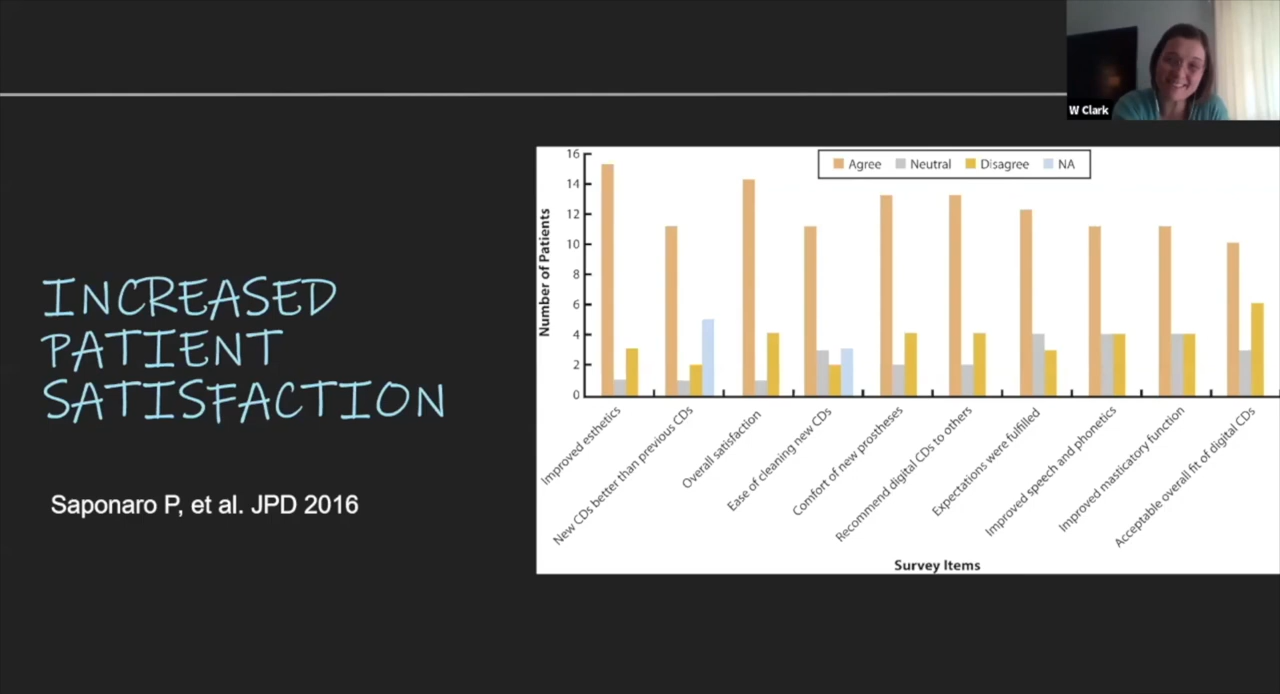 W Clark
INCREASED
PATIENT
SATISFACTION
Saponaro P, et al. JPD 2016
Agree Neutral Disagree NA
Number of Patients
16
14
12
10
8
6
4
2
0
Improved esthetics
New CDs better than previous CDs
Overall satisfaction
Ease of cleaning new CDs
Comfort of new prostheses
Recommend digital CDs to others
Expectations were fulfilled
Improved speech and phonetics
Improved masticatory function
Acceptable overall fit of digital CDs
Survey Items